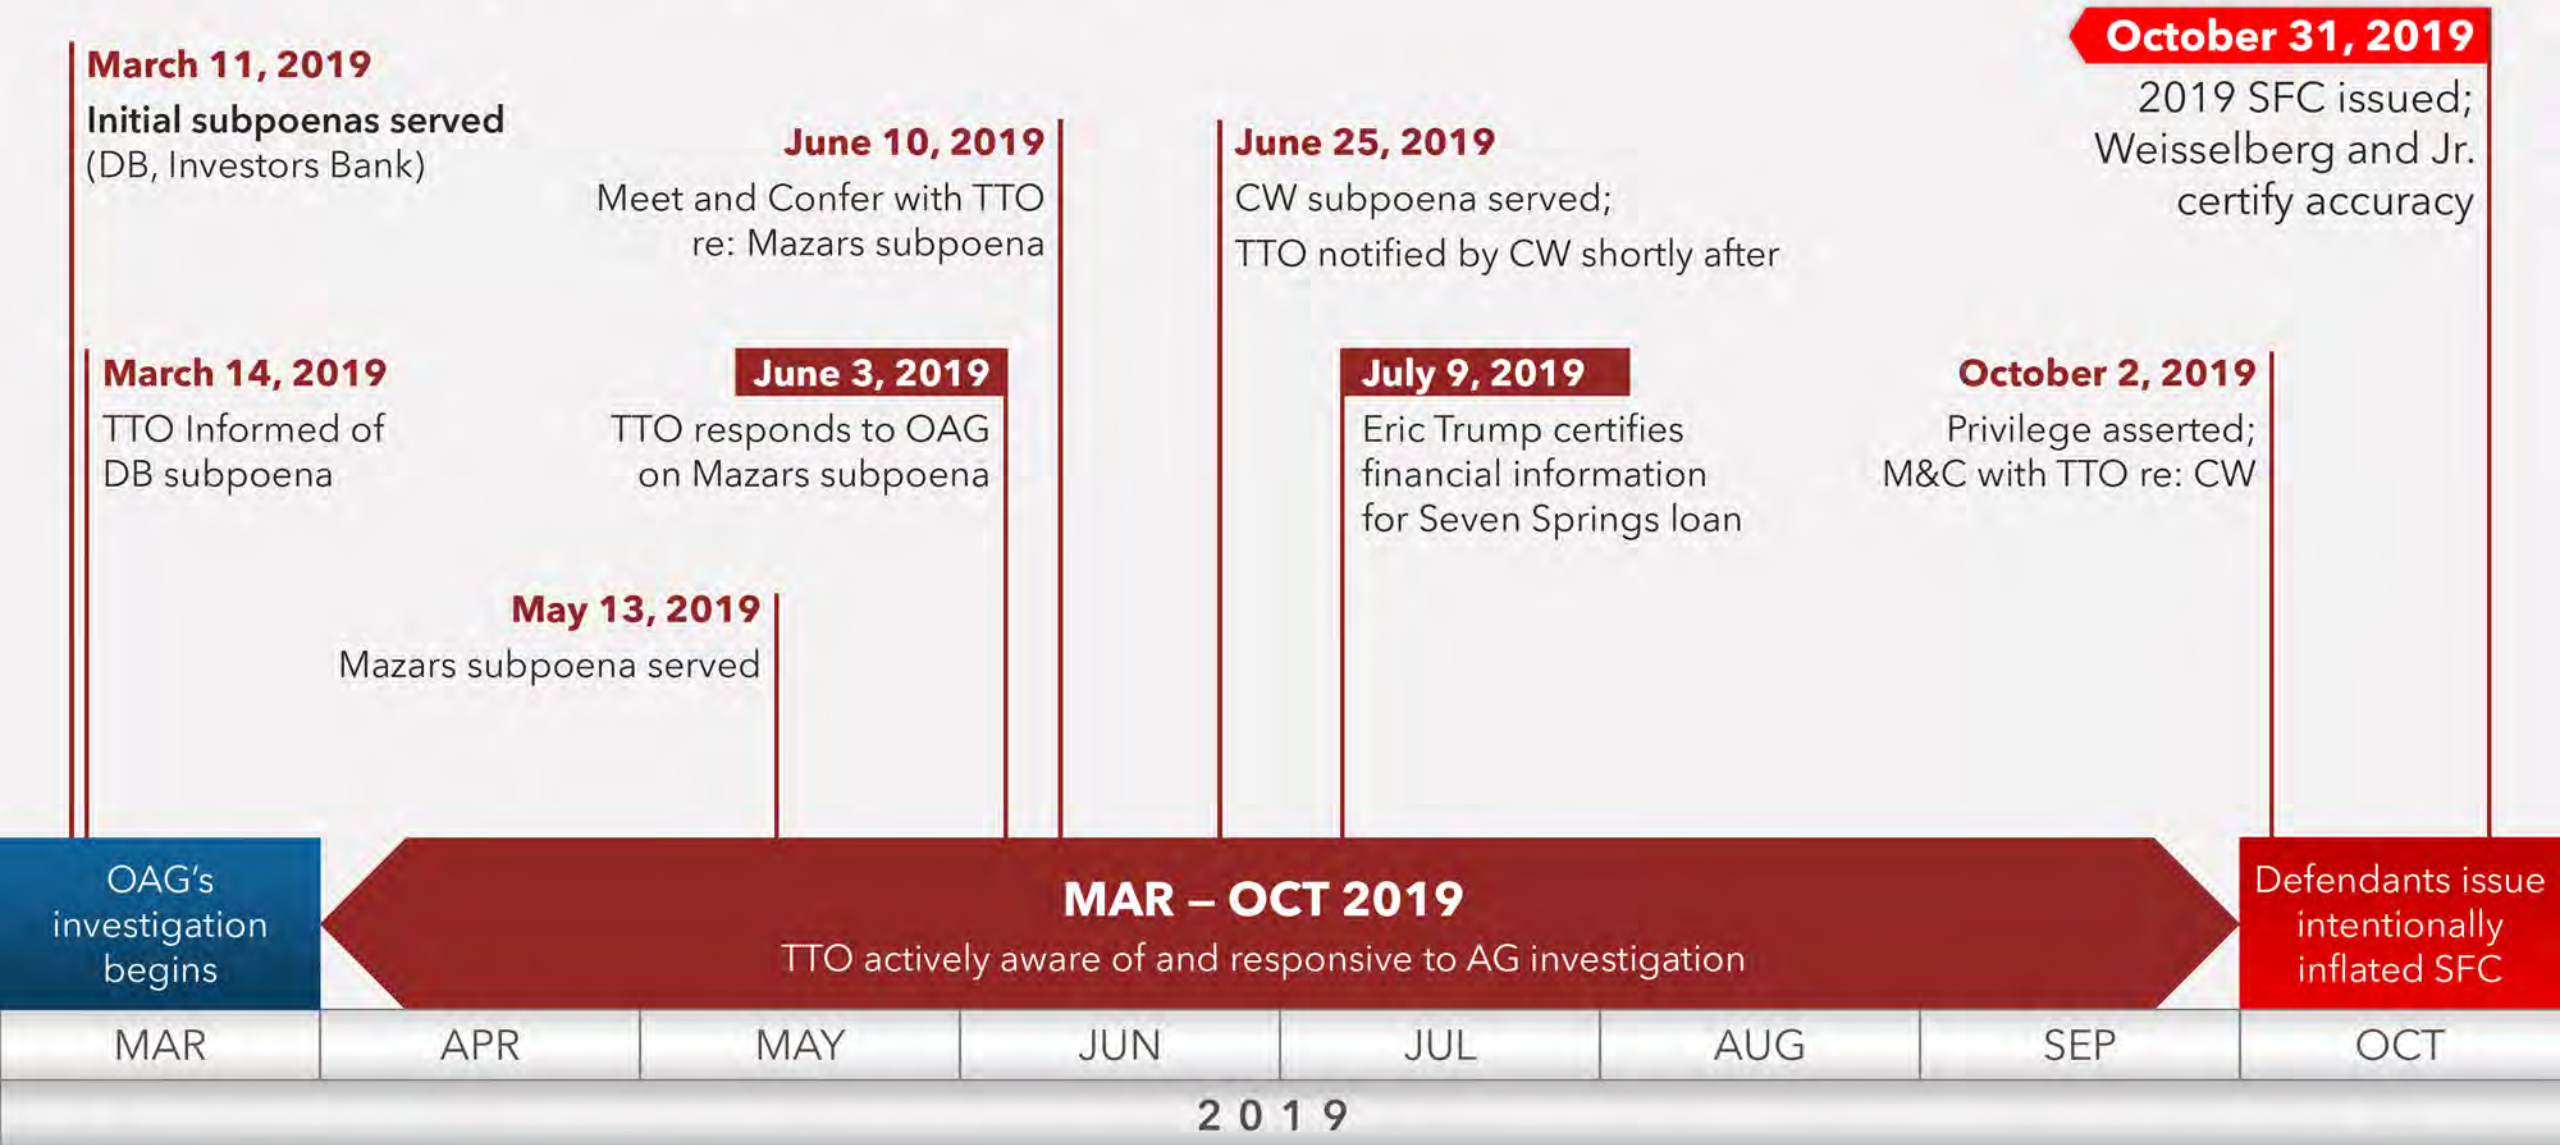 March 11, 2019
Initial subpoenas served
(DB, Investors Bank)
March 14, 2019
TTO Informed of
DB subpoena
May 13, 2019
Mazars subpoena served
June 3, 2019
TTO responds to OAG
on Mazars subpoena
June 10, 2019
Meet and Confer with TTO
re: Mazars subpoena
June 25, 2019
CW subpoena served;
TTO notified by CW shortly after
July 9, 2019
Eric Trump certifies
financial information
for Seven Springs loan
October 2, 2019
Privilege asserted;
M&C with TTO re: CW
October 31, 2019
2019 SFC issued;
Weisselberg and Jr.
certify accuracy
OAG's
investigation
begins
MAR – OCT 2019
TTO actively aware of and responsive to AG investigation
Defendants issue
intentionally
inflated SFC
MAR APR MAY JUN JUL AUG SEP OCT
2019